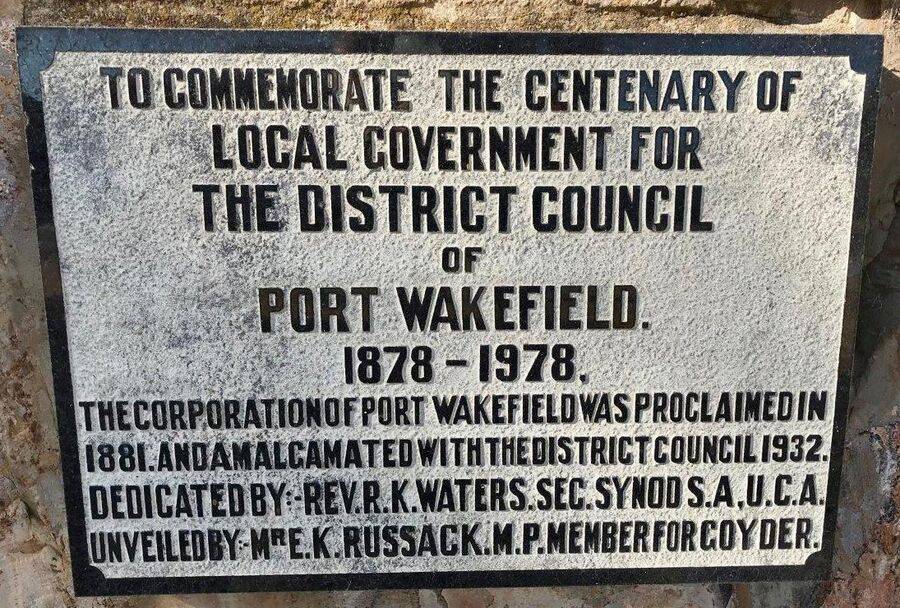 TO COMMEMORATE THE CENTENARY OF
LOCAL GOVERNMENT FOR
THE DISTRICT COUNCIL
OF
PORT WAKEFIELD.
1878 - 1978.
THE CORPORATION OF PORT WAKEFIELD WAS PROCLAIMED IN
1881. AND AMALGAMATED WITH THE DISTRICT COUNCIL 1932.
DEDICATED BY:- REV. R. K. WATERS. SEC. SYNOD S.A, U.C.A.
UNVEILED BY:- MR E.K. RUSSACK. M.P. MEMBER FOR GOYDER.